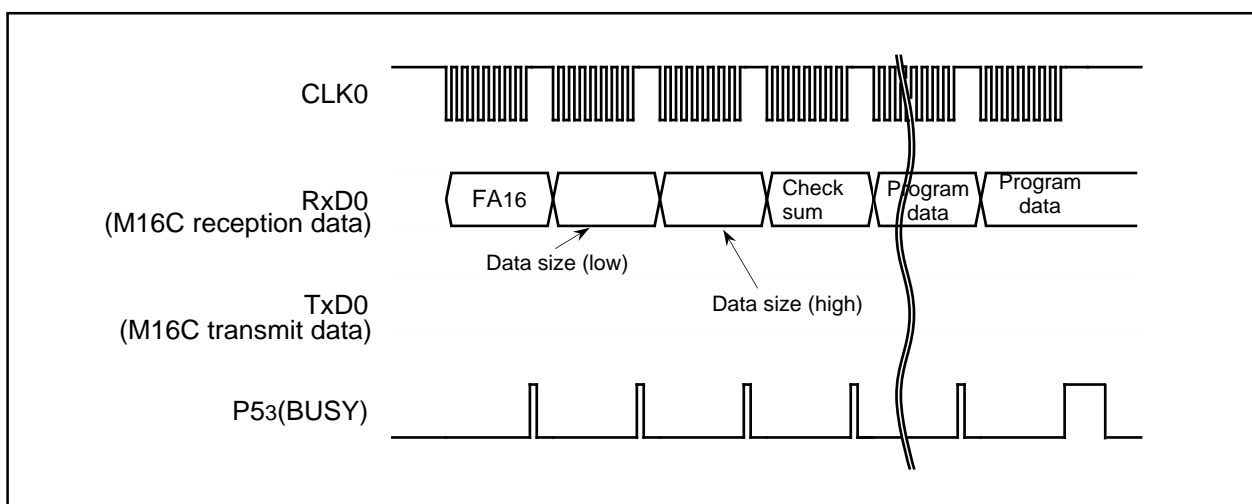 CLK0
RxD0
(M16C reception data)
FA16
Check
sum
Program
data
Program
data
Data size (low)
Data size (high)
TxD0
(M16C transmit data)
P53(BUSY)